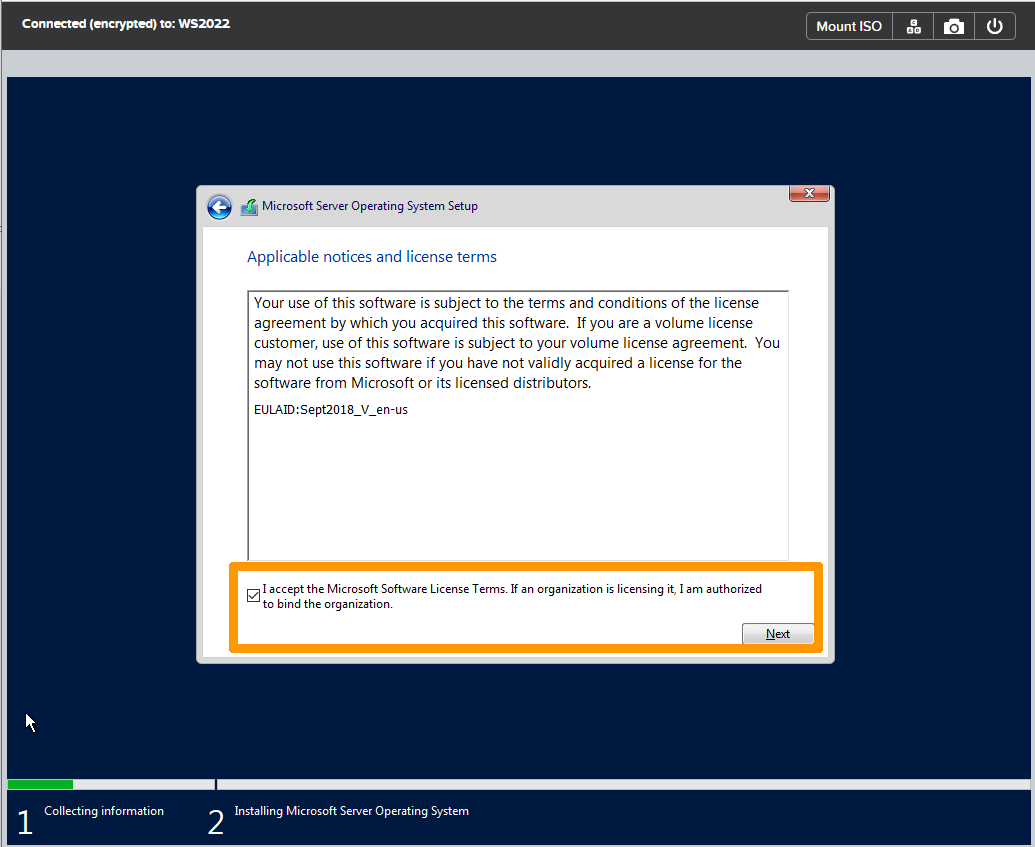 Connected (encrypted) to: WS2022
Mount ISO
Microsoft Server Operating System Setup
Applicable notices and license terms
Your use of this software is subject to the terms and conditions of the license
agreement by which you acquired this software.  If you are a volume license
customer, use of this software is subject to your volume license agreement.  You
may not use this software if you have not validly acquired a license for the
software from Microsoft or its licensed distributors.
EULAID:Sept2018_V_en-us
I accept the Microsoft Software License Terms. If an organization is licensing it, I am authorized
to bind the organization.
Next
1 Collecting information
2 Installing Microsoft Server Operating System